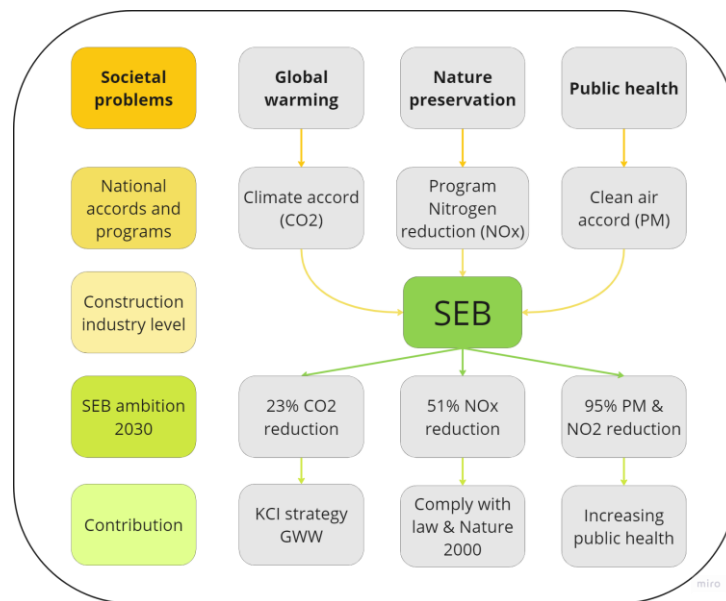 Societal
problems
Global
warming
Nature
preservation
Public health
National
accords and
programs
Climate accord
(CO2)
Program
Nitrogen
reduction (NOx)
Clean air
accord (PM)
Construction
industry level
SEB
SEB ambition
2030
23% CO2
reduction
51% NOx
reduction
95% PM &
NO2 reduction
Contribution
KCI strategy
GWW
Comply with
law & Nature
2000
Increasing
public health
miro